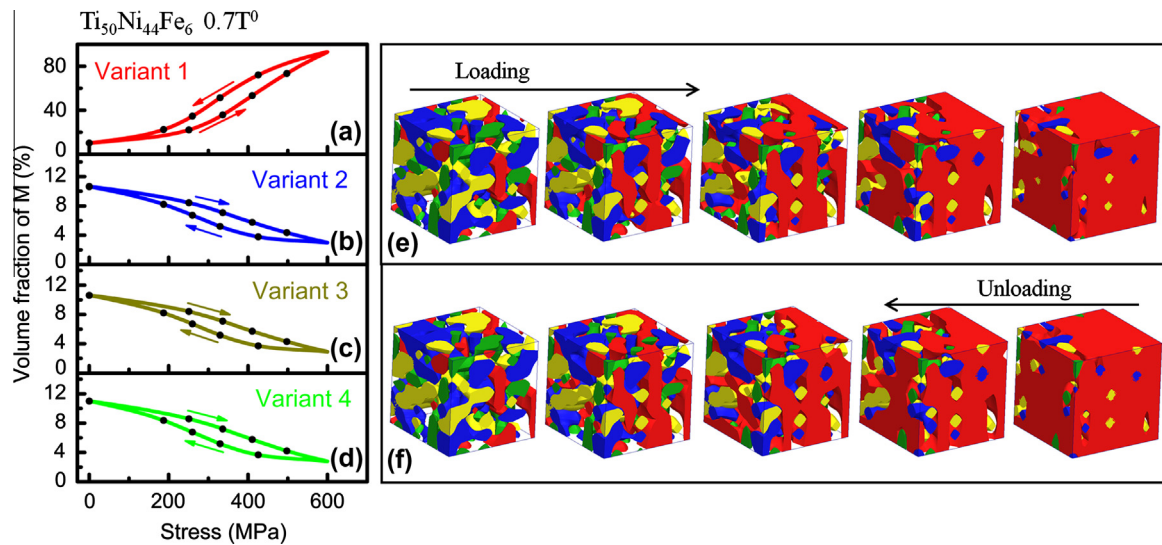 Ti50Ni44Fe6 0.7T0
Volume fraction of M (%)
80
40
0
Variant 1
(a)
12
8
4
0
Variant 2
(b)
12
8
4
0
Variant 3
(c)
12
8
4
0
Variant 4
(d)
0 200 400 600
Stress (MPa)
Loading
(e)
Unloading
(f)